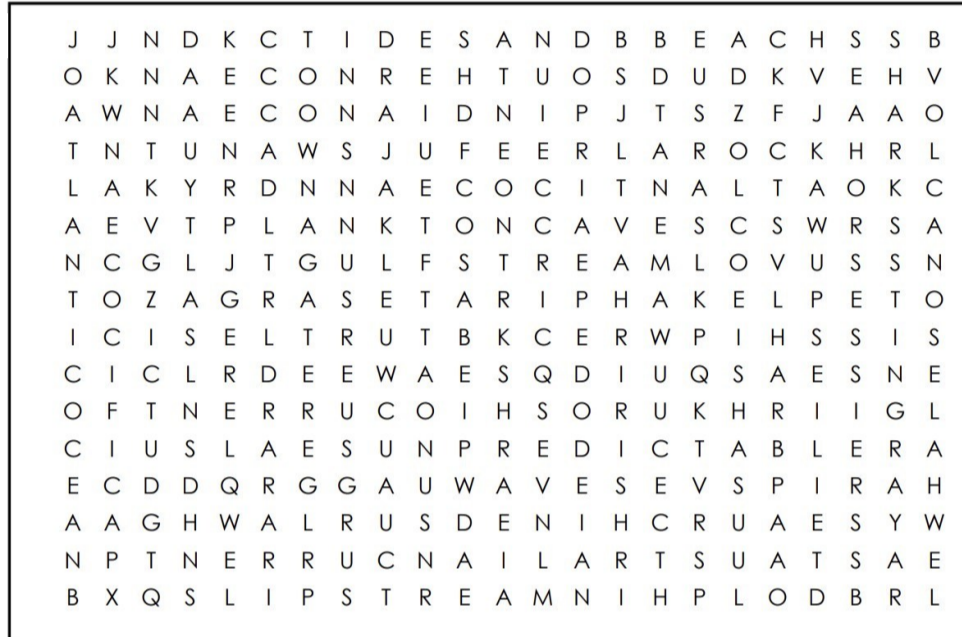 J J N D K C T I D E S A N D B B E A C H S S B
O K N A E C O N R E H T U O S D U D K V E H V
A W N A E C O N A I D N I P J T S Z F J A A O
T N T U N A W S J U F E E R L A R O C K H R L
L A K Y R D N N A E C O C I T N A L T A O K C
A E V T P L A N K T O N C A V E S C S W R S A
N C G L J T G U L F S T R E A M L O V U S S N
T O Z A G R A S E T A R I P H A K E L P E T O
I C I S E L T R U T B K C E R W P I H S S I S
C I C L R D E E W A E S Q D I U Q S A E S N E
O F T N E R R U C O I H S O R U K H R I I G L
C I U S L A E S U N P R E D I C T A B L E R A
E C D D Q R G G A U W A V E S E V S P I R A H
A A G H W A L R U S D E N I H C R U A E S Y W
N P T N E R R U C N A I L A R T S U A T S A E
B X Q S L I P S T R E A M N I H P L O D B R L